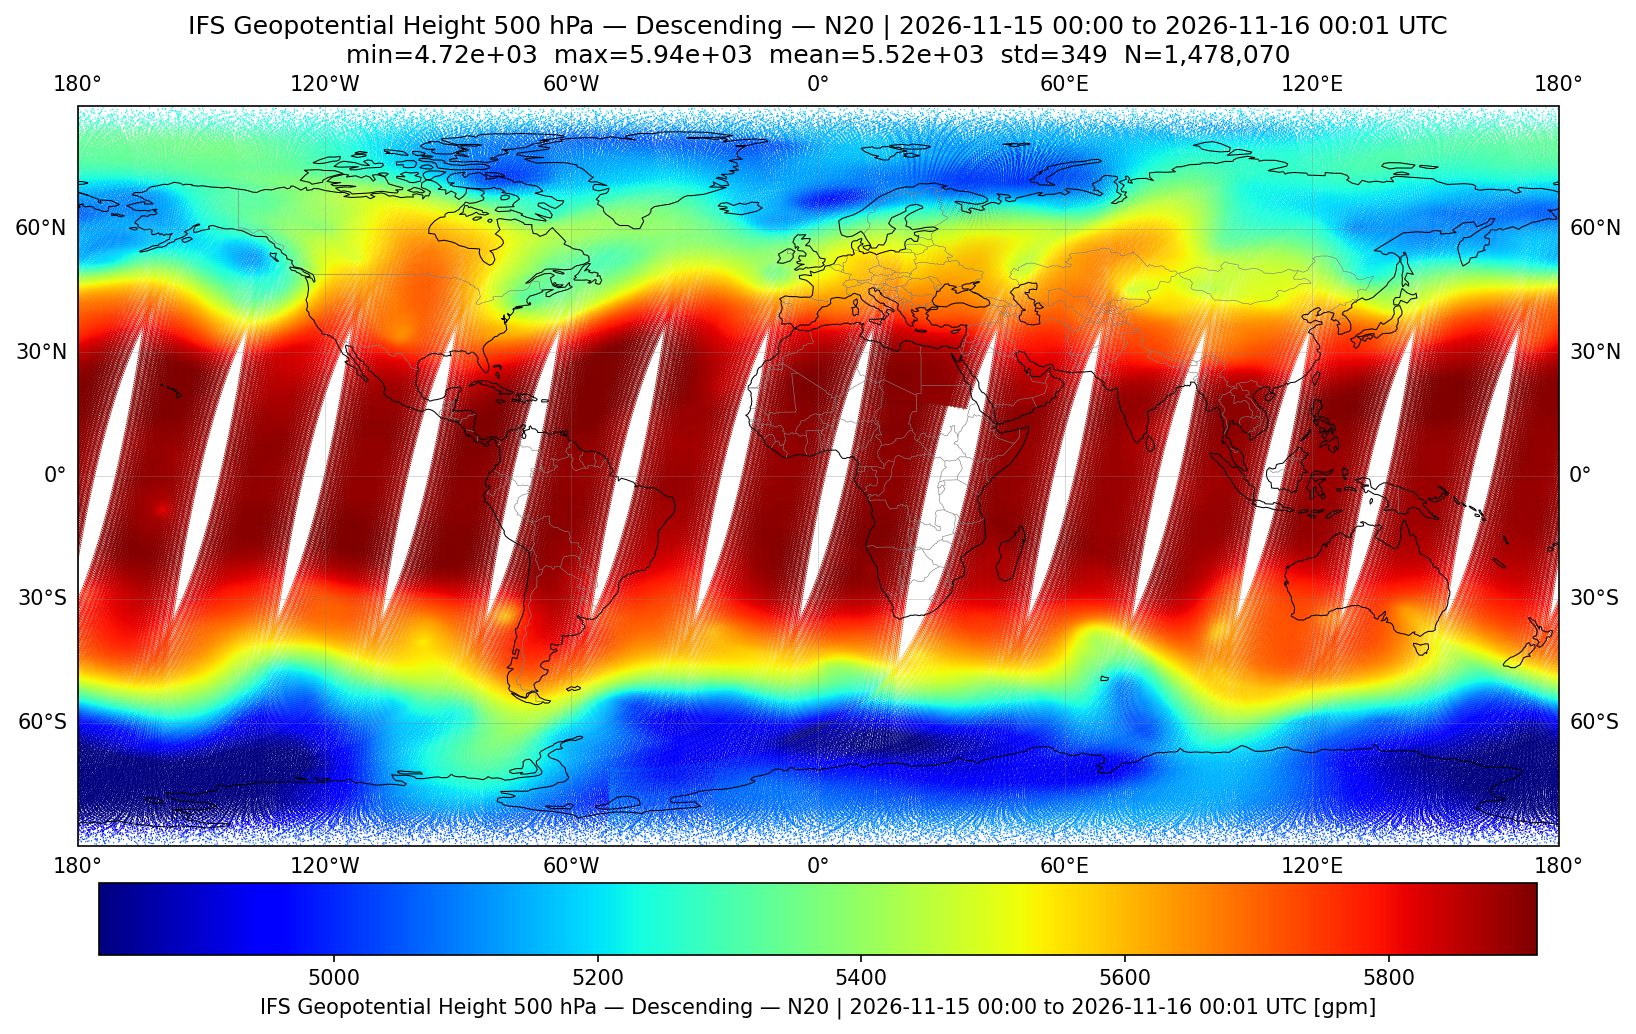 IFS Geopotential Height 500 hPa — Descending — N20 | 2026-11-15 00:00 to 2026-11-16 00:01 UTC
min=4.72e+03  max=5.94e+03  mean=5.52e+03  std=349  N=1,478,070
180° 120°W 60°W 0° 60°E 120°E 180°
60°N 60°N
30°N 30°N
0° 0°
30°S 30°S
60°S 60°S
180° 120°W 60°W 0° 60°E 120°E 180°
5000 5200 5400 5600 5800
IFS Geopotential Height 500 hPa — Descending — N20 | 2026-11-15 00:00 to 2026-11-16 00:01 UTC [gpm]